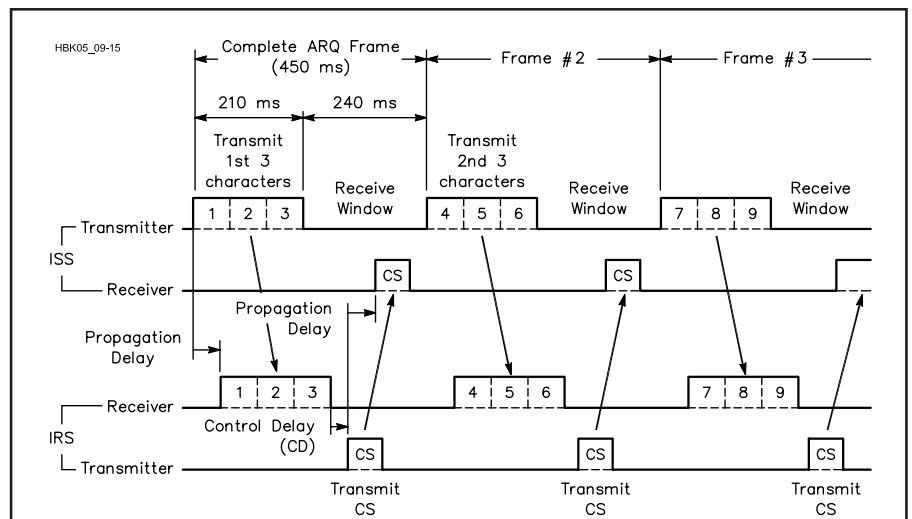 HBK05_09-15
Complete ARQ Frame
(450 ms)
Frame #2
Frame #3
210 ms
240 ms
Transmit
1st 3
characters
Receive
Window
Transmit
2nd 3
characters
Receive
Window
Receive
Window
1 2 3
4 5 6
7 8 9
Transmitter
ISS
CS
CS
Receiver
Propagation
Delay
Propagation
Delay
1 2 3
4 5 6
7 8 9
Receiver
Control Delay
(CD)
IRS
CS
CS
CS
Transmitter
Transmit
CS
Transmit
CS
Transmit
CS